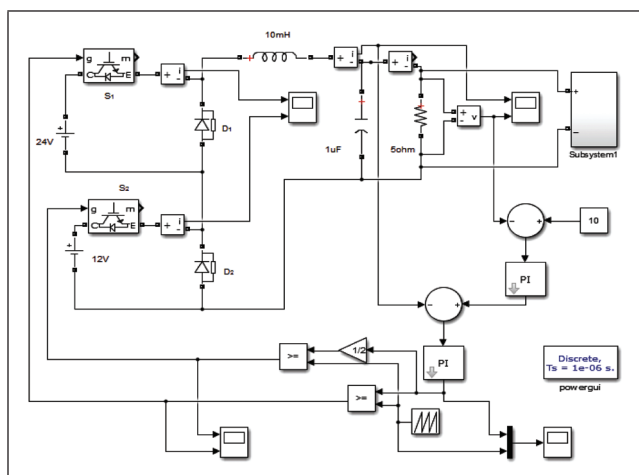 10mH
g m
C E
+ i
-
S1
24V
D1
+ i
-
+ i
-
1uF
5ohm
+
-
v
+
-
Subsystem1
S2
g m
C E
+ i
-
12V
D2
- +
10
PI
- +
PI
1/2
>=
>=
Discrete,
Ts = 1e-06 s.
powergui